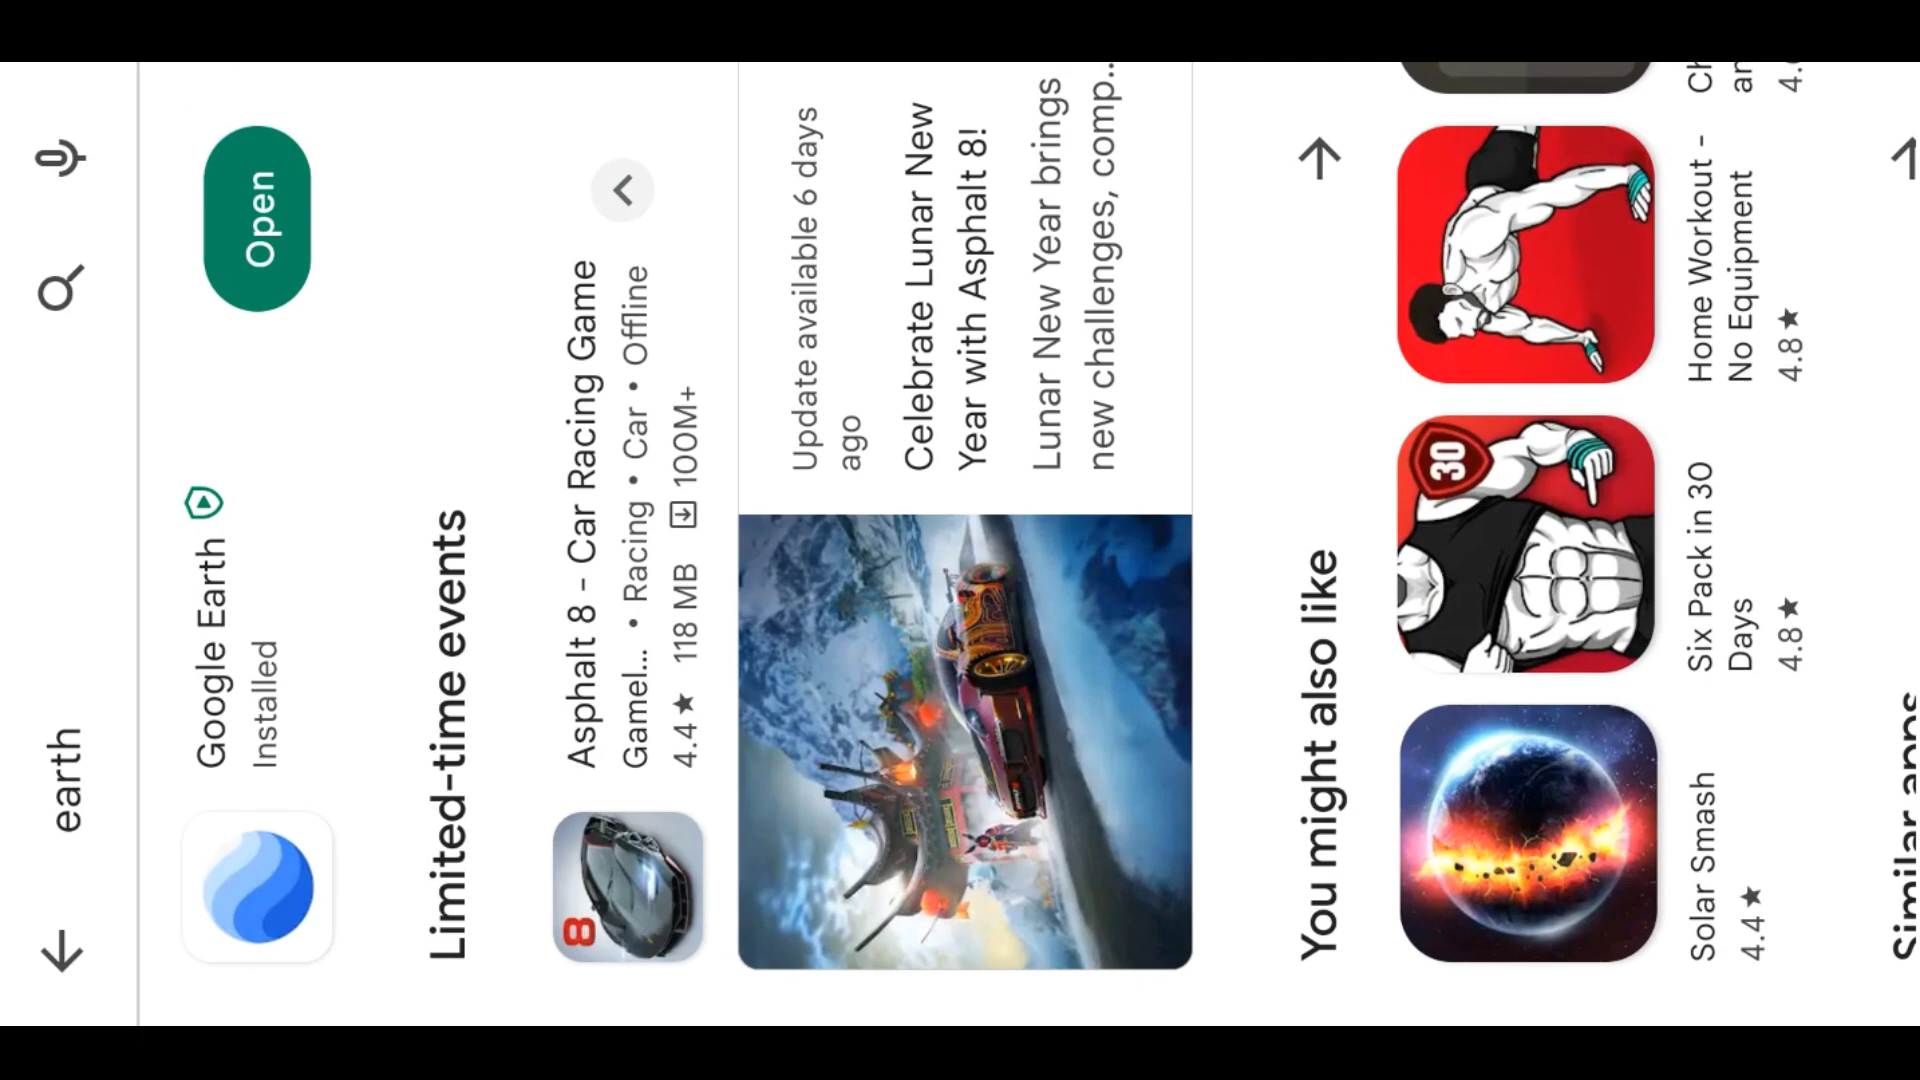 earth
Google Earth
Installed
Open
Limited-time events
Asphalt 8 - Car Racing Game
Gamel... • Racing • Car • Offline
4.4★ 118 MB 100M+
8
Update available 6 days
ago
Celebrate Lunar New
Year with Asphalt 8!
Lunar New Year brings
new challenges, comp..
You might also like
30
Solar Smash
4.4★
Six Pack in 30
Days
4.8★
Home Workout -
No Equipment
4.8★
Similar apps